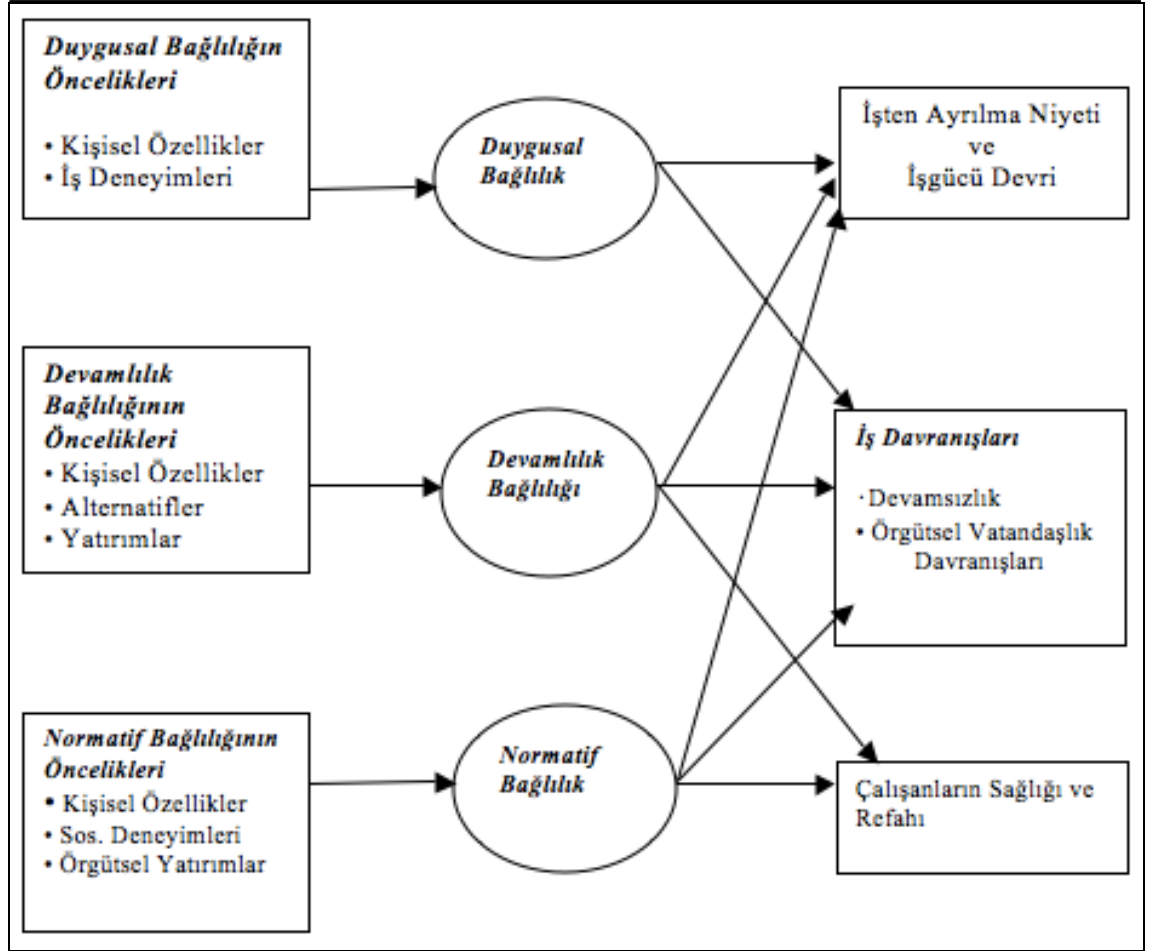 Duygusal Bağlılığın
Öncelikleri
• Kişisel Özellikler
• İş Deneyimleri
Duygusal
Bağlılık
İşten Ayrılma Niyeti
ve
İşgücü Devri
Devamlılık
Bağlılığının
Öncelikleri
• Kişisel Özellikler
• Alternatifler
• Yatırımlar
Devamlılık
Bağlılığı
İş Davranışları
· Devamsızlık
• Örgütsel Vatandaşlık
Davranışları
Normatif Bağlılığının
Öncelikleri
• Kişisel Özellikler
• Sos. Deneyimleri
• Örgütsel Yatırımlar
Normatif
Bağlılık
Çalışanların Sağlığı ve
Refahı